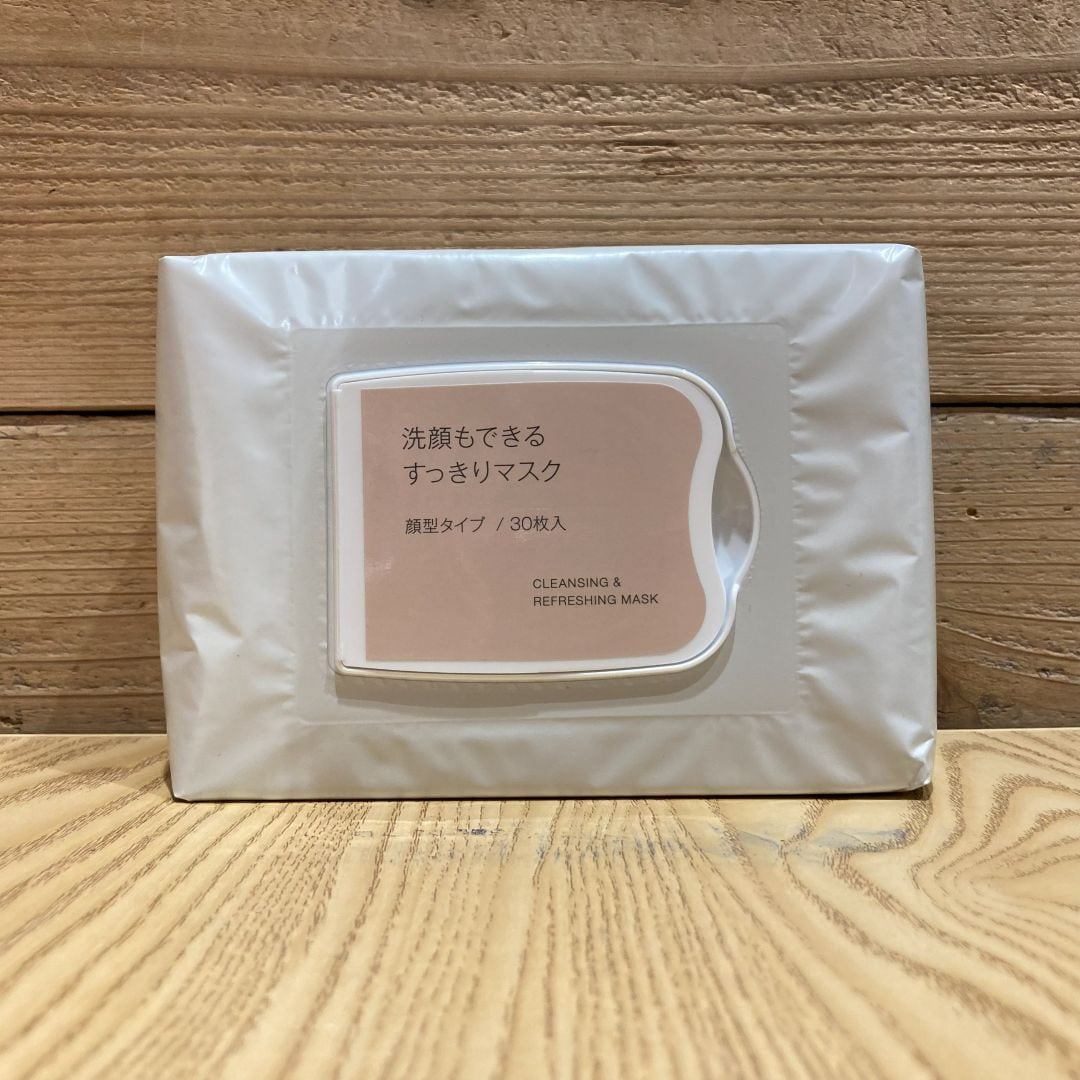 洗顔もできる
すっきりマスク
顔型タイプ / 30枚入
CLEANSING &
REFRESHING MASK